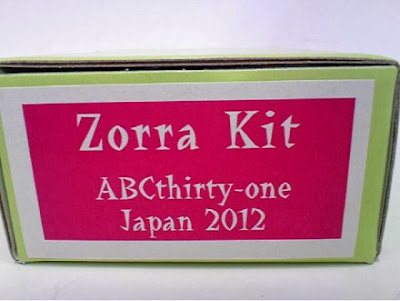 Zorra Kit
ABCthirty-one
Japan 2012